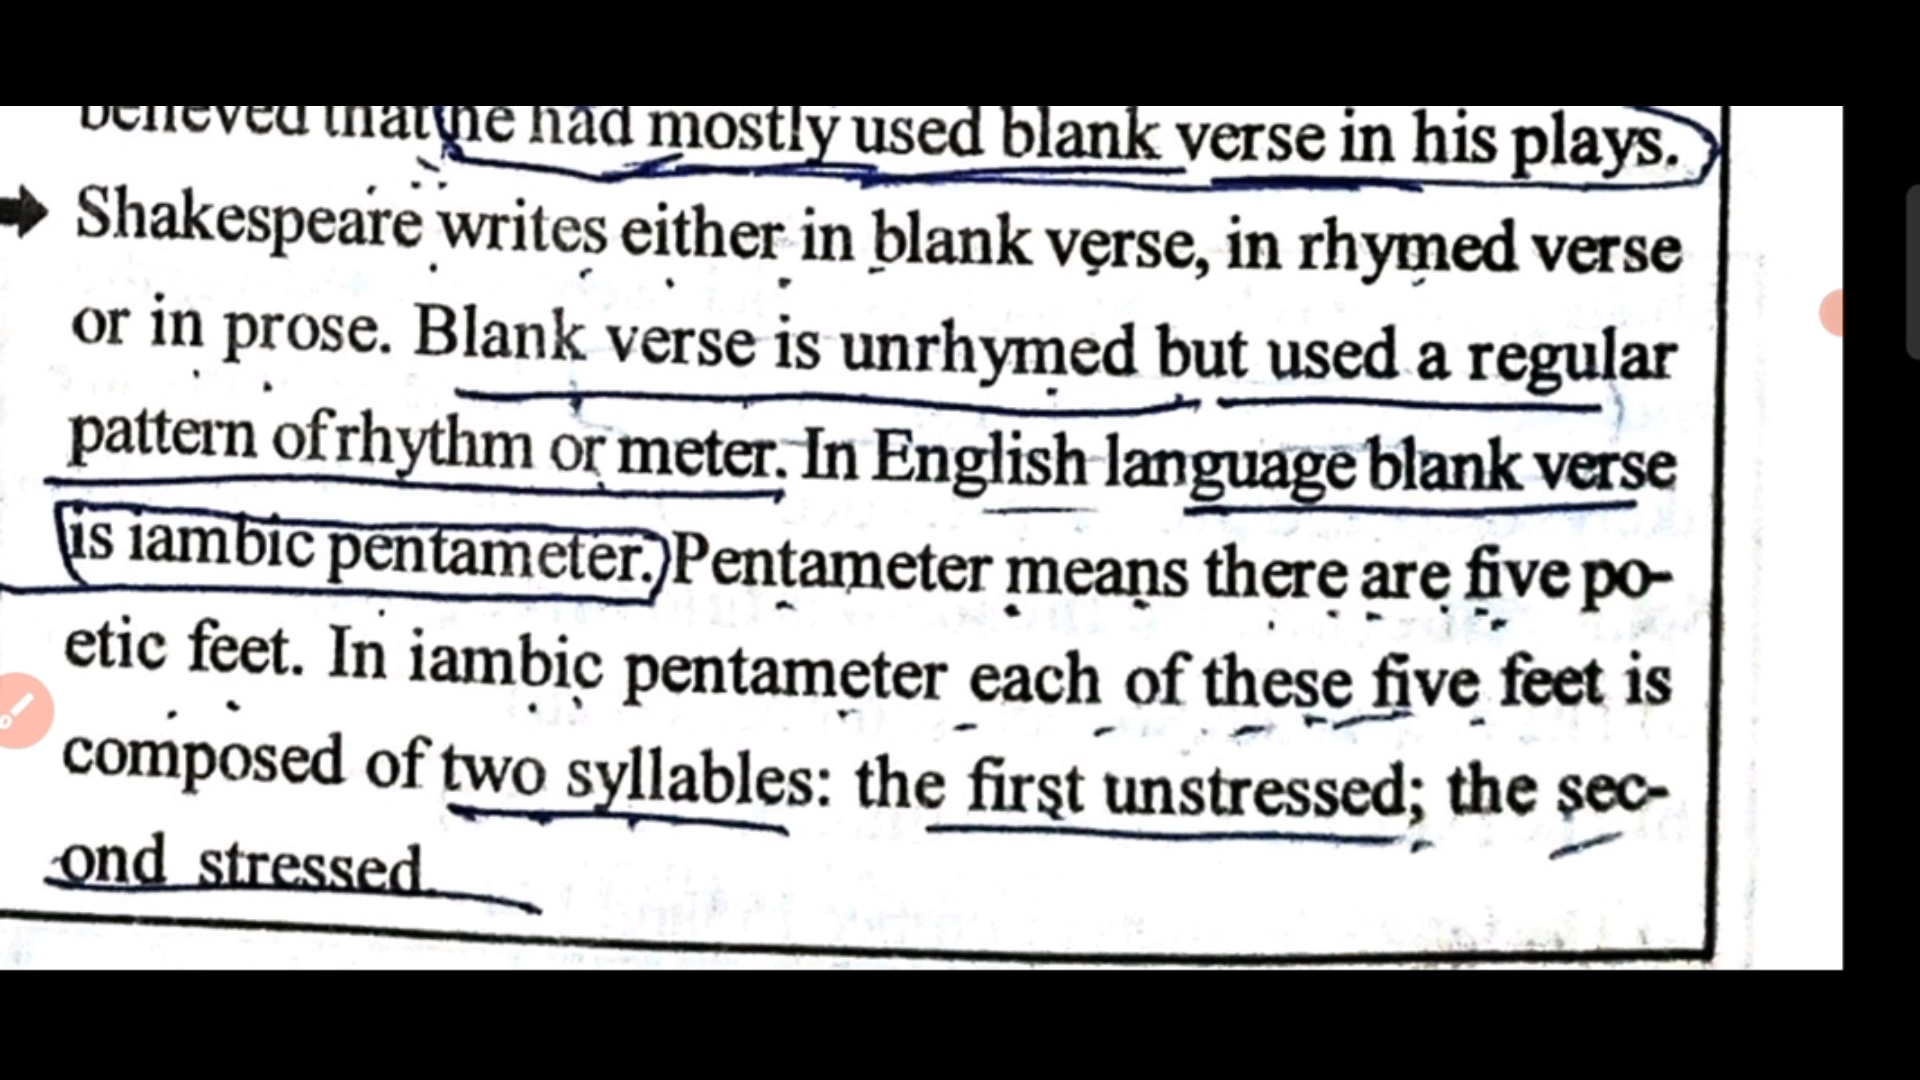 believed that he had mostly used blank verse in his plays.
Shakespeare writes either in blank verse, in rhymed verse
or in prose. Blank verse is unrhymed but used a regular
pattern of rhythm or meter. In English language blank verse
is iambic pentameter. Pentameter means there are five po-
etic feet. In iambic pentameter each of these five feet is
composed of two syllables: the first unstressed; the sec-
ond stressed.